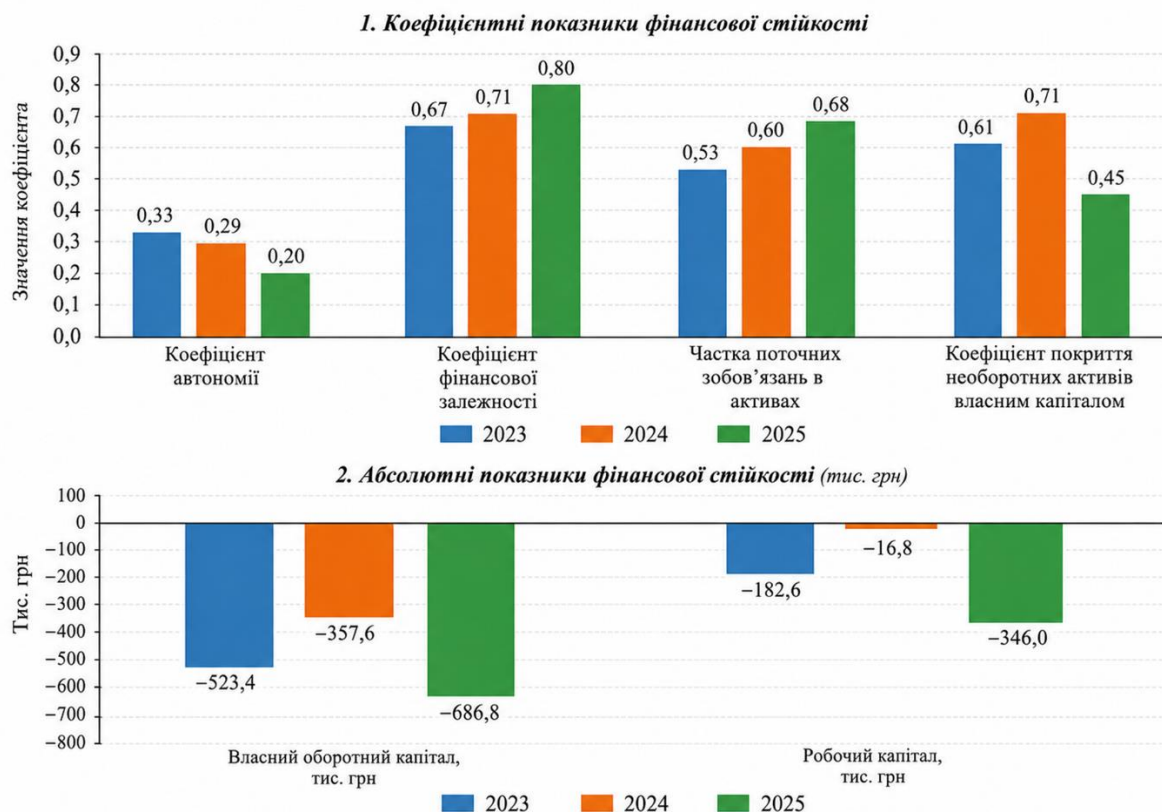 1. Коефіцієнтні показники фінансової стійкості
Значення коефіцієнта
0,9
0,8
0,7
0,6
0,5
0,4
0,3
0,2
0,1
0,0
0,33
0,29
0,20
0,67
0,71
0,80
0,53
0,60
0,68
0,61
0,71
0,45
Коефіцієнт
автономії
Коефіцієнт
фінансової
залежності
Частка поточних
зобов’язань в
активах
Коефіцієнт покриття
необоротних активів
власним капіталом
2023 2024 2025
2. Абсолютні показники фінансової стійкості (тис. грн)
Тис. грн
100
0
−100
−200
−300
−400
−500
−600
−700
−800
−523,4
−357,6
−686,8
−182,6
−16,8
−346,0
Власний оборотний капітал,
тис. грн
Робочий капітал,
тис. грн
2023 2024 2025